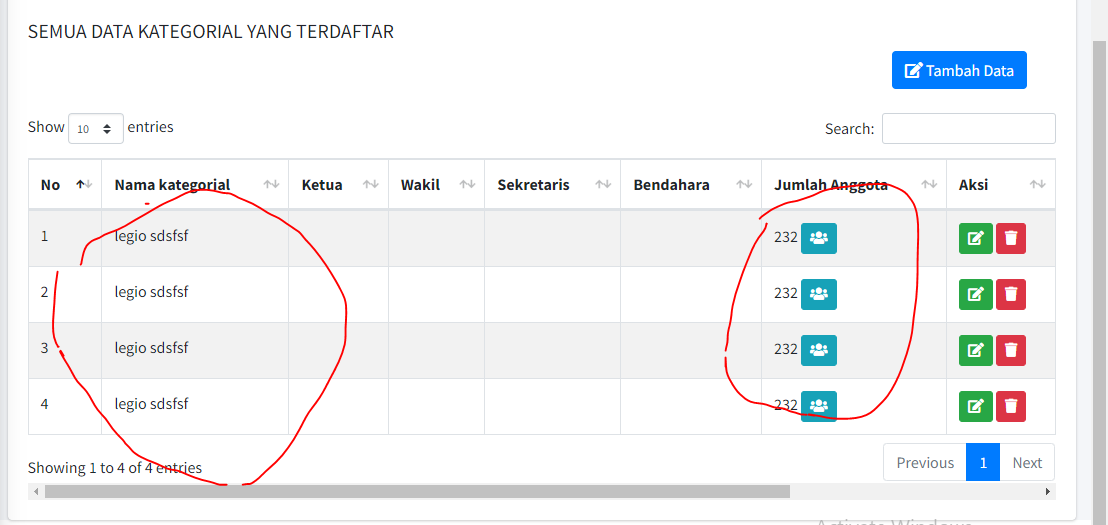 SEMUA DATA KATEGORIAL YANG TERDAFTAR
Tambah Data
Show 10 entries Search:
No Nama kategorial Ketua Wakil Sekretaris Bendahara Jumlah Anggota Aksi
1 legio sdsfsf 232
2 legio sdsfsf 232
3 legio sdsfsf 232
4 legio sdsfsf 232
Showing 1 to 4 of 4 entries Previous 1 Next
Activate Windows